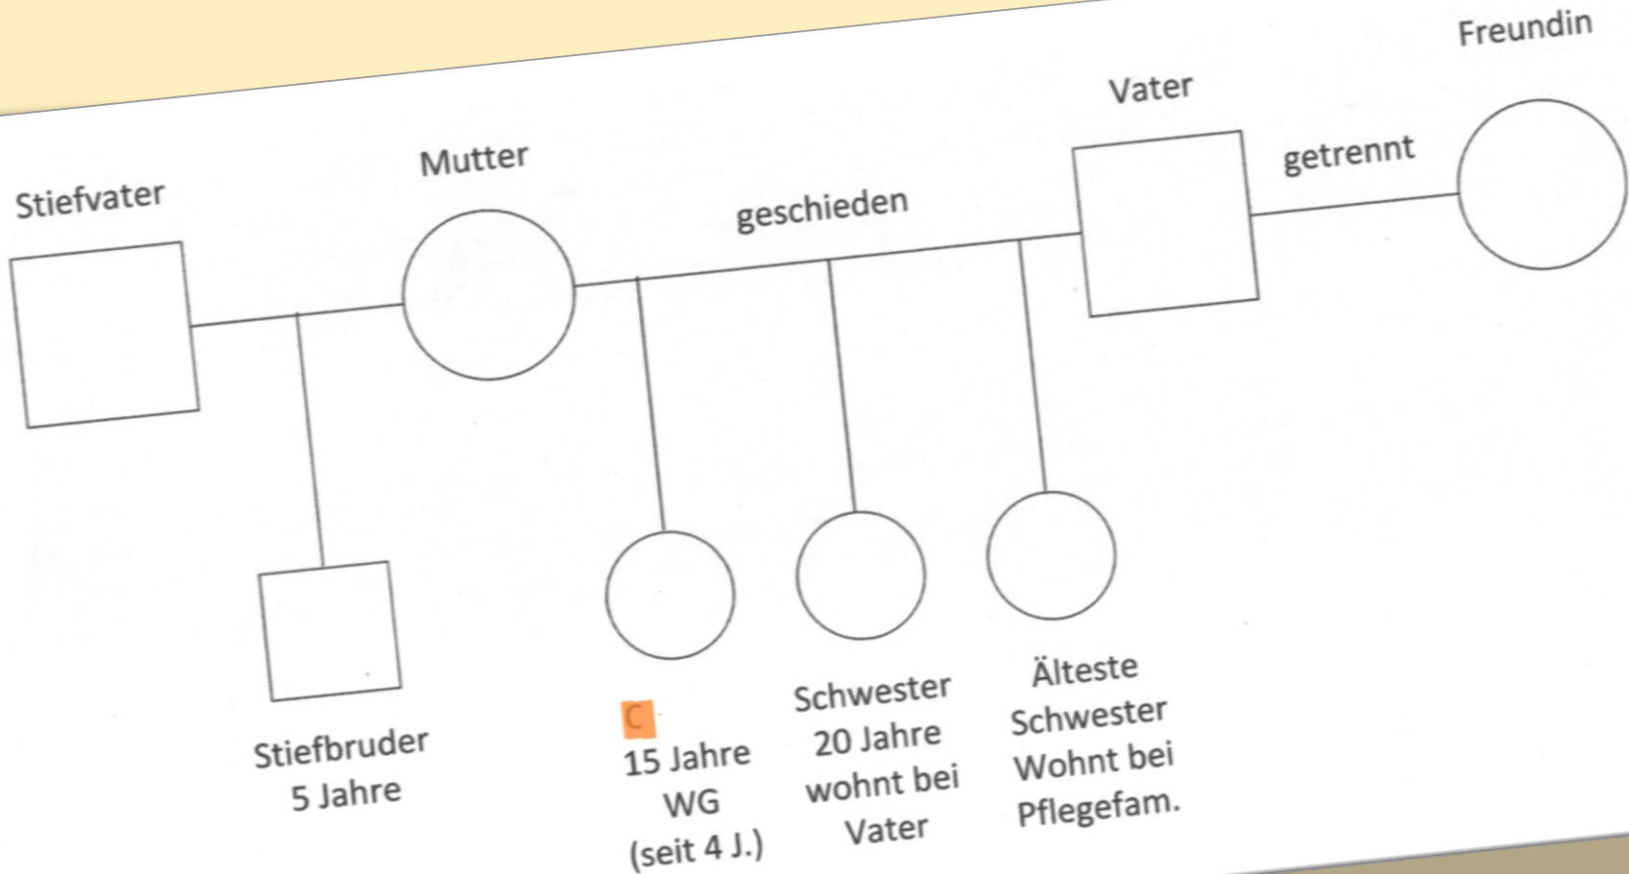 Freundin
Vater
getrennt
Mutter
geschieden
Stiefvater
Stiefbruder
5 Jahre
C
15 Jahre
WG
(seit 4 J.)
Schwester
20 Jahre
wohnt bei
Vater
Älteste
Schwester
Wohnt bei
Pflegefam.